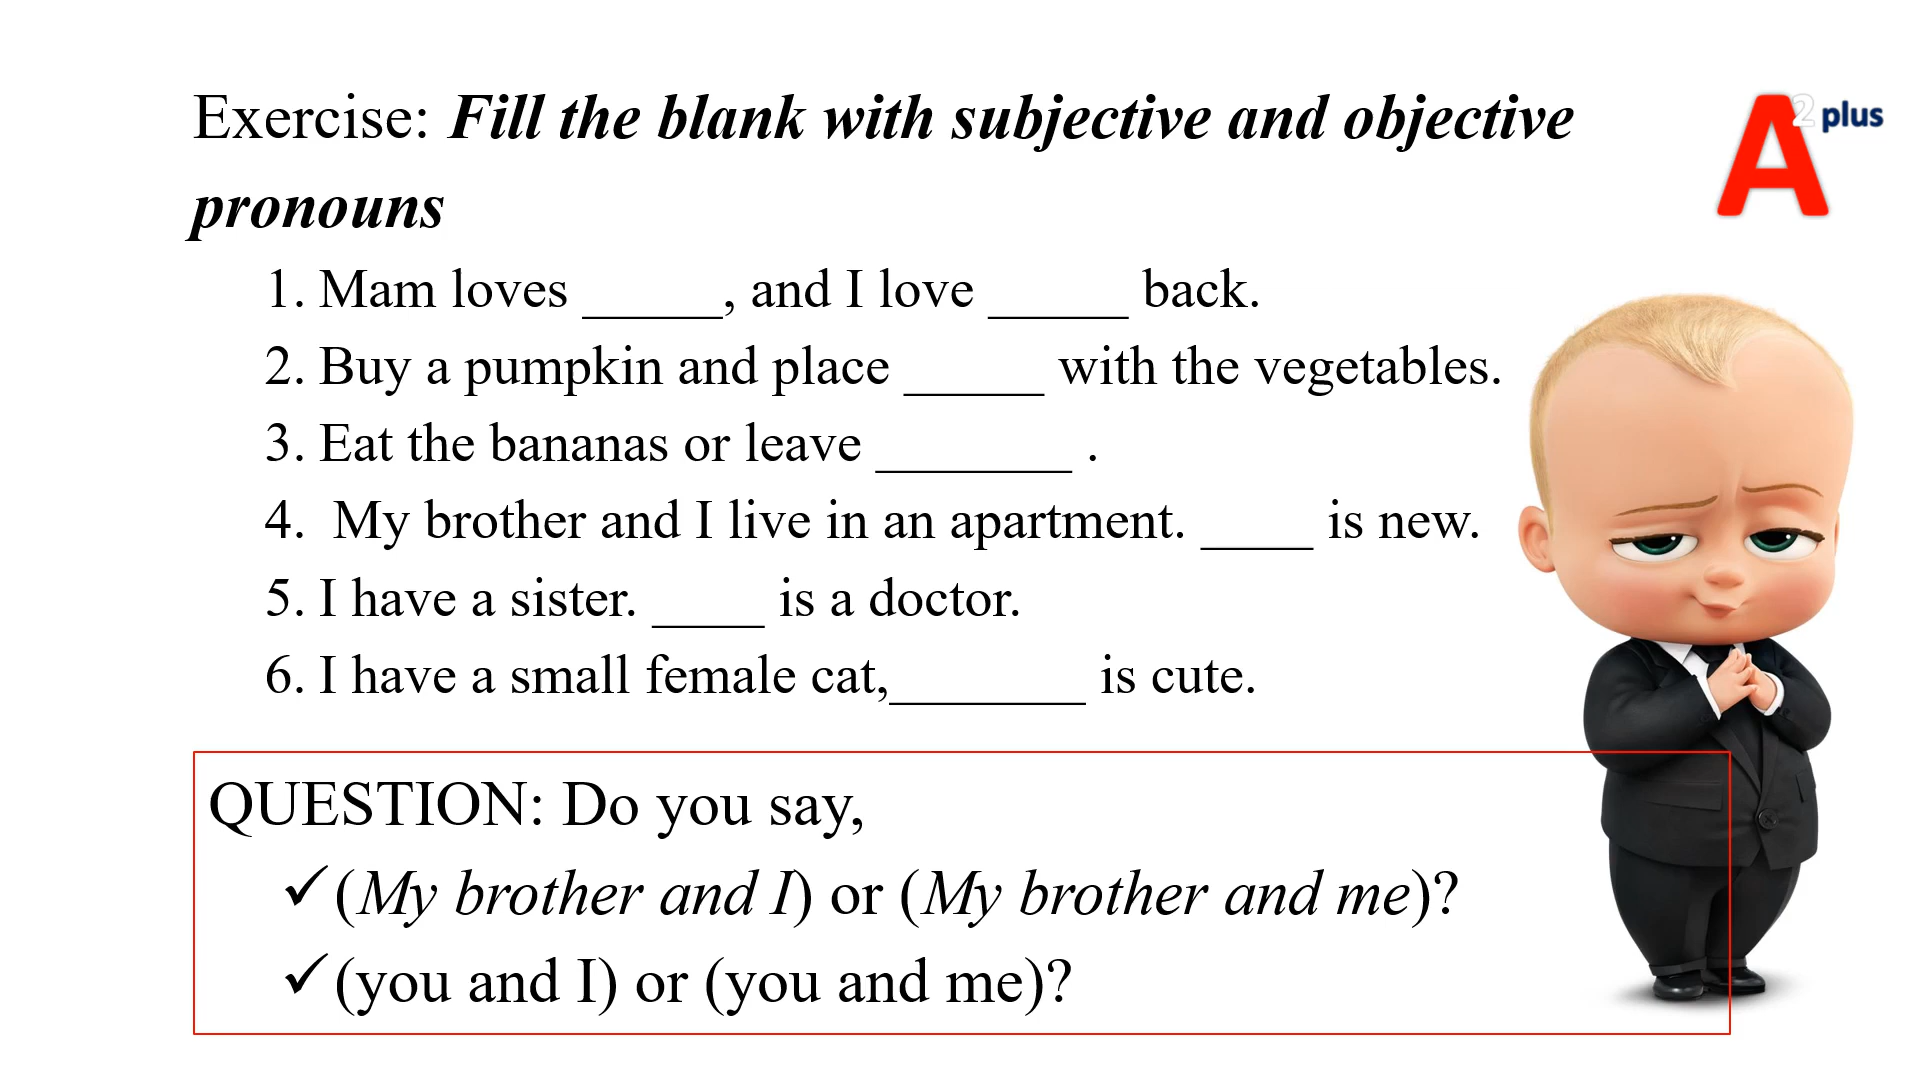 Exercise: Fill the blank with subjective and objective
pronouns
A2 plus
1. Mam loves _____, and I love _____ back.
2. Buy a pumpkin and place _____ with the vegetables.
3. Eat the bananas or leave _______ .
4. My brother and I live in an apartment. ____ is new.
5. I have a sister. ____ is a doctor.
6. I have a small female cat,_______ is cute.
QUESTION: Do you say,
✓(My brother and I) or (My brother and me)?
✓(you and I) or (you and me)?